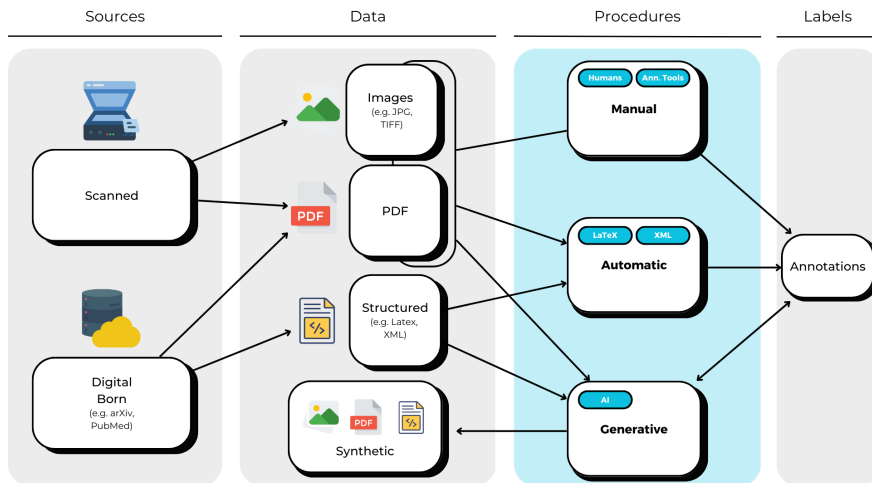 Sources
Data
Procedures
Labels
Scanned
Digital
Born
(e.g. arXiv,
PubMed)
Images
(e.g. JPG,
TIFF)
PDF
PDF
Structured
(e.g. Latex,
XML)
</>
PDF
</>
Synthetic
Humans
Ann. Tools
Manual
LaTeX
XML
Automatic
AI
Generative
Annotations